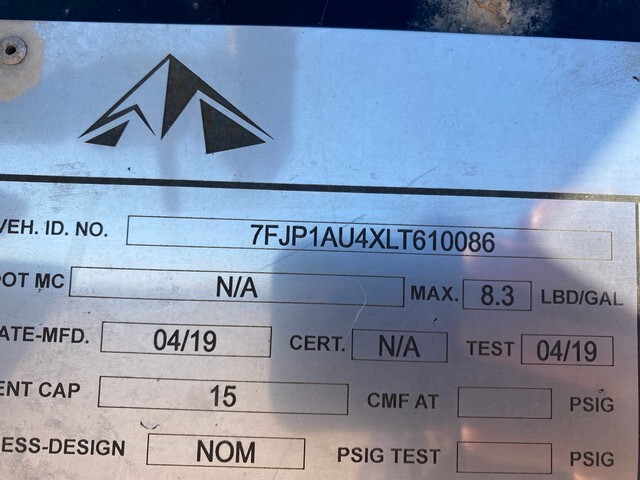 VEH. ID. NO. 7FJP1AU4XLT610086
OT MC N/A MAX. 8.3 LBD/GAL
ATE-MFD. 04/19 CERT. N/A TEST 04/19
ENT CAP 15 CMF AT PSIG
ESS-DESIGN NOM PSIG TEST PSIG